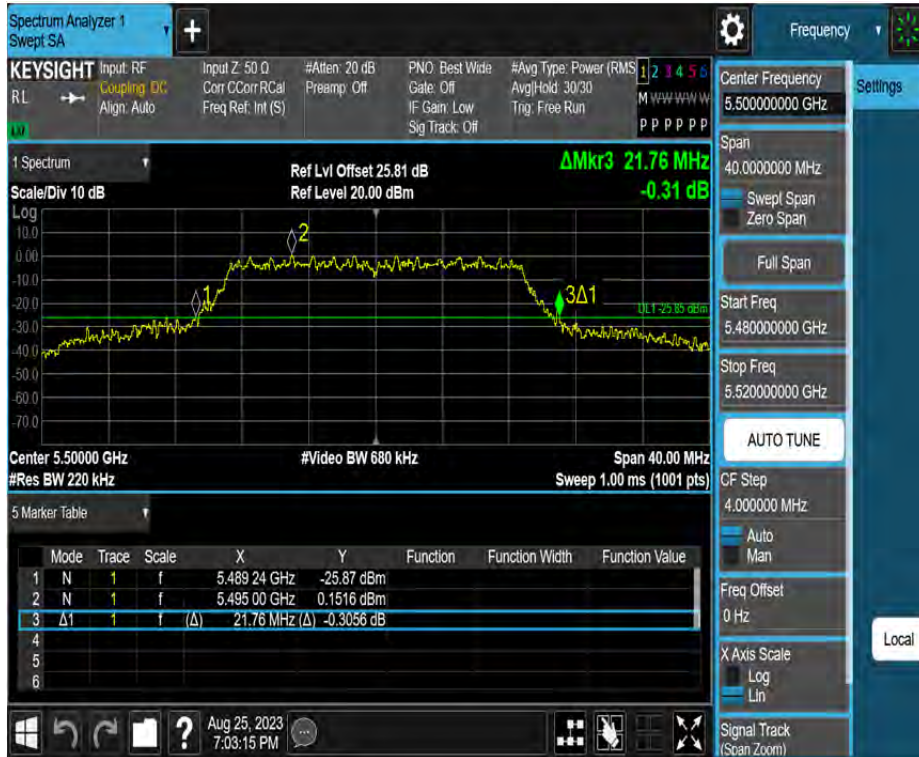 Spectrum Analyzer 1
Swept SA
Frequency
KEYSIGHT
RL
Input: RF
Coupling: DC
Align: Auto
Input Z: 50 Ω
Corr CCorr RCal
Freq Ref: Int (S)
#Atten: 20 dB
Preamp: Off
PNO: Best Wide
Gate: Off
IF Gain: Low
Sig Track: Off
#Avg Type: Power (RMS
Avg|Hold: 30/30
Trig: Free Run
1 2 3 4 5 6
M W W W W W
P P P P P P
Center Frequency
5.500000000 GHz
Settings
Span
40.0000000 MHz
Swept Span
Zero Span
Full Span
Start Freq
5.480000000 GHz
Stop Freq
5.520000000 GHz
AUTO TUNE
CF Step
4.000000 MHz
Auto
Man
Freq Offset
0 Hz
X Axis Scale
Log
Lin
Local
Signal Track
(Span Zoom)
1 Spectrum
Scale/Div 10 dB
Ref Lvl Offset 25.81 dB
Ref Level 20.00 dBm
ΔMkr3 21.76 MHz
-0.31 dB
Log
10.0
0.00
-10.0
-20.0
-30.0
-40.0
-50.0
-60.0
-70.0
2
1
3Δ1
DL1 -25.85 dBm
Center 5.50000 GHz
#Video BW 680 kHz
Span 40.00 MHz
#Res BW 220 kHz
Sweep 1.00 ms (1001 pts)
5 Marker Table
Mode Trace Scale X Y Function Function Width Function Value
1 N 1 f 5.489 24 GHz -25.87 dBm
2 N 1 f 5.495 00 GHz 0.1516 dBm
3 Δ1 1 f (Δ) 21.76 MHz (Δ) -0.3056 dB
4
5
6
?
Aug 25, 2023
7:03:15 PM